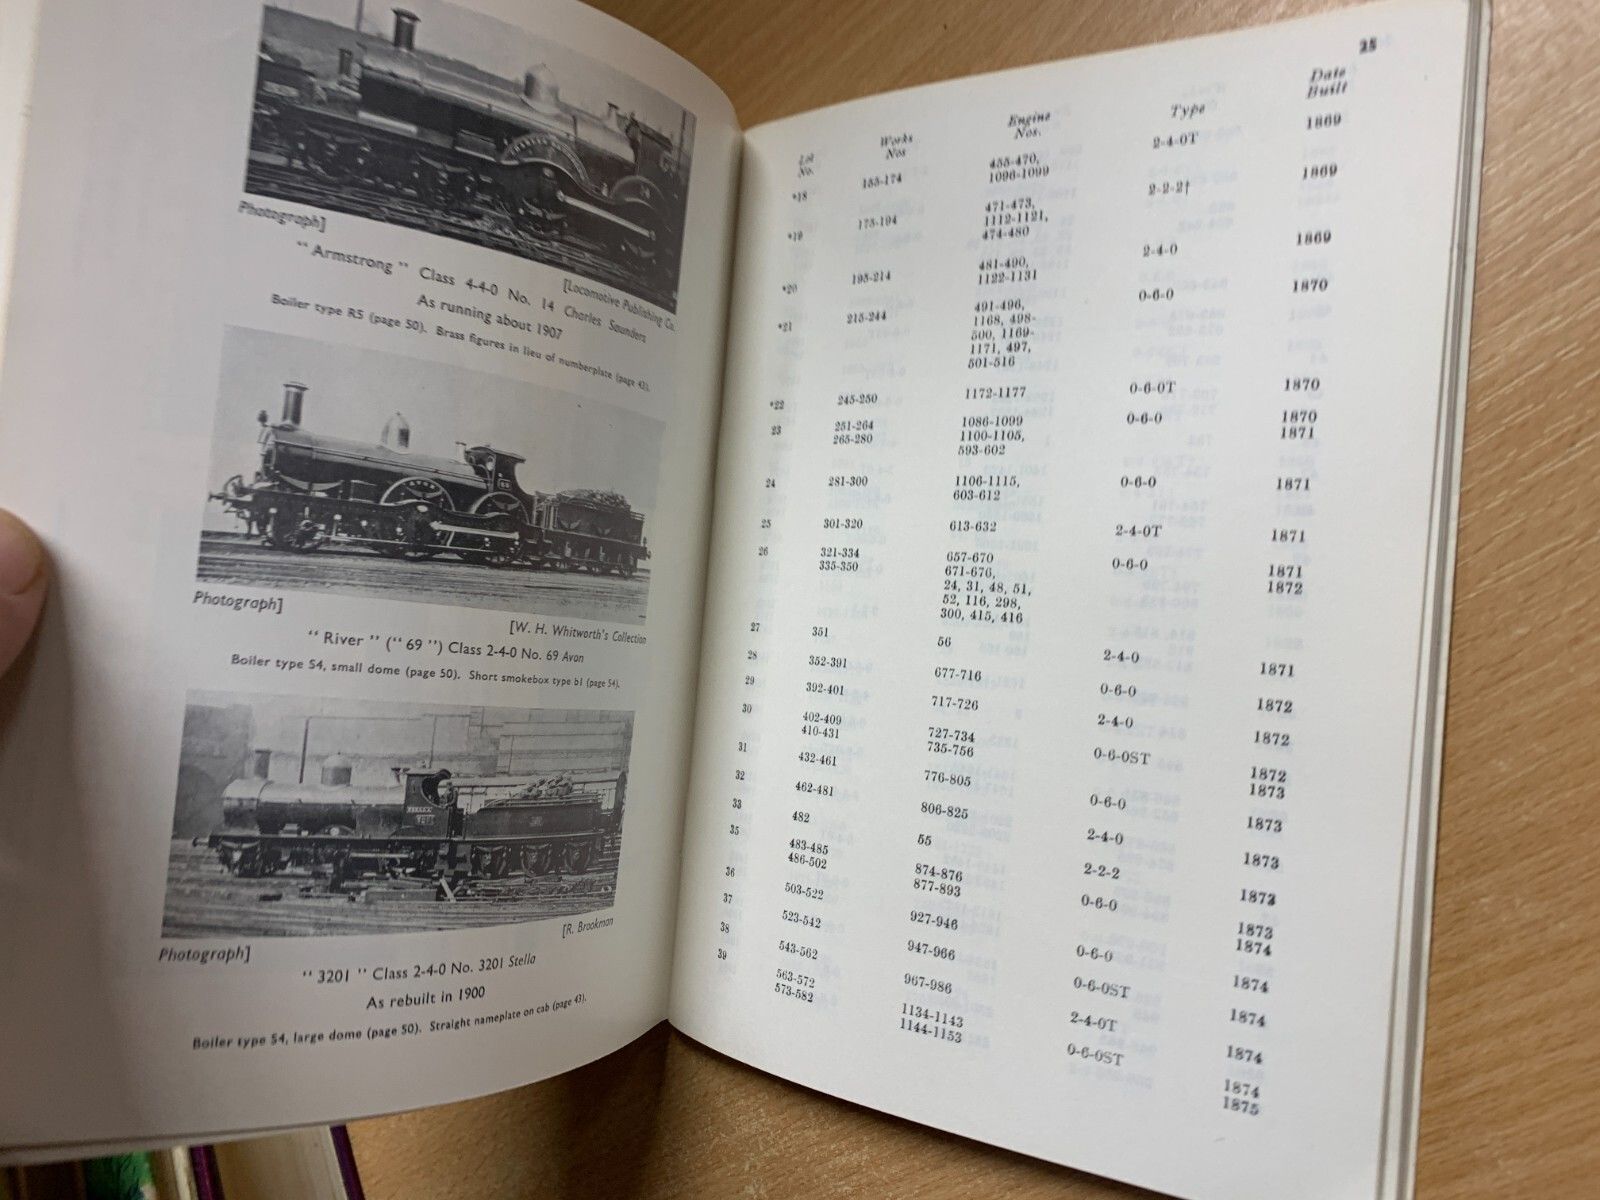 CHARLES SAUNDERS
Photograph]
[Locomotive Publishing Co.
“ Armstrong ” Class 4-4-0 No. 14 Charles Saunders
As running about 1907
Boiler type R5 (page 50). Brass figures in lieu of numberplate (page 43).
AVON
69
Photograph]
[W. H. Whitworth's Collection
“ River ” (“ 69 ”) Class 2-4-0 No. 69 Avon
Boiler type S4, small dome (page 50). Short smokebox type b1 (page 54).
Photograph]
[R. Brookman
“ 3201 ” Class 2-4-0 No. 3201 Stella
As rebuilt in 1900
Boiler type S4, large dome (page 50). Straight nameplate on cab (page 43).
25
Lot No. Works Nos Engine Nos. Type Date Built
*18 155-174 455-470, 2-4-0T 1869
1096-1099
*19 175-194 471-473, 2-2-2† 1869
1112-1121,
474-480
*20 195-214 481-490, 2-4-0 1869
1122-1131
*21 215-244 491-496, 0-6-0 1870
1168, 498-
500, 1169-
1171, 497,
501-516
*22 245-250 1172-1177 0-6-0T 1870
23 251-264 1086-1099 0-6-0 1870
265-280 1100-1105, 1871
593-602
24 281-300 1106-1115, 0-6-0 1871
603-612
25 301-320 613-632 2-4-0T 1871
26 321-334 657-670 0-6-0 1871
335-350 671-676, 1872
24, 31, 48, 51,
52, 116, 298,
300, 415, 416
27 351 56 2-4-0 1871
28 352-391 677-716 0-6-0 1872
29 392-401 717-726 2-4-0 1872
30 402-409 727-734 0-6-0ST 1872
410-431 735-756 1873
31 432-461 776-805 0-6-0 1873
32 462-481 806-825 2-4-0 1873
33 482 55 2-2-2 1873
35 483-485 874-876 0-6-0 1873
486-502 877-893 1874
36 503-522 927-946 0-6-0 1874
37 523-542 947-966 0-6-0ST 1874
38 543-562 967-986 2-4-0T 1874
39 563-572 1134-1143 0-6-0ST 1874
573-582 1144-1153 1875